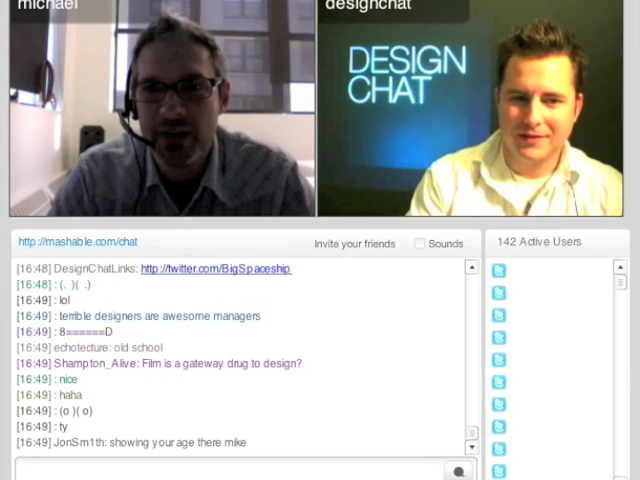 michael
designchat
DESIGN
CHAT
http://mashable.com/chat
Invite your friends
Sounds
142 Active Users
[16:48] DesignChatLinks: http://twitter.com/BigSpaceship
[16:48] : (. )( .)
[16:49] : lol
[16:49] : terrible designers are awesome managers
[16:49] : 8======D
[16:49] echotecture: old school
[16:49] Shampton_Alive: Film is a gateway drug to design?
[16:49] : nice
[16:49] : haha
[16:49] : (o )( o)
[16:49] : ty
[16:49] JonSm1th: showing your age there mike